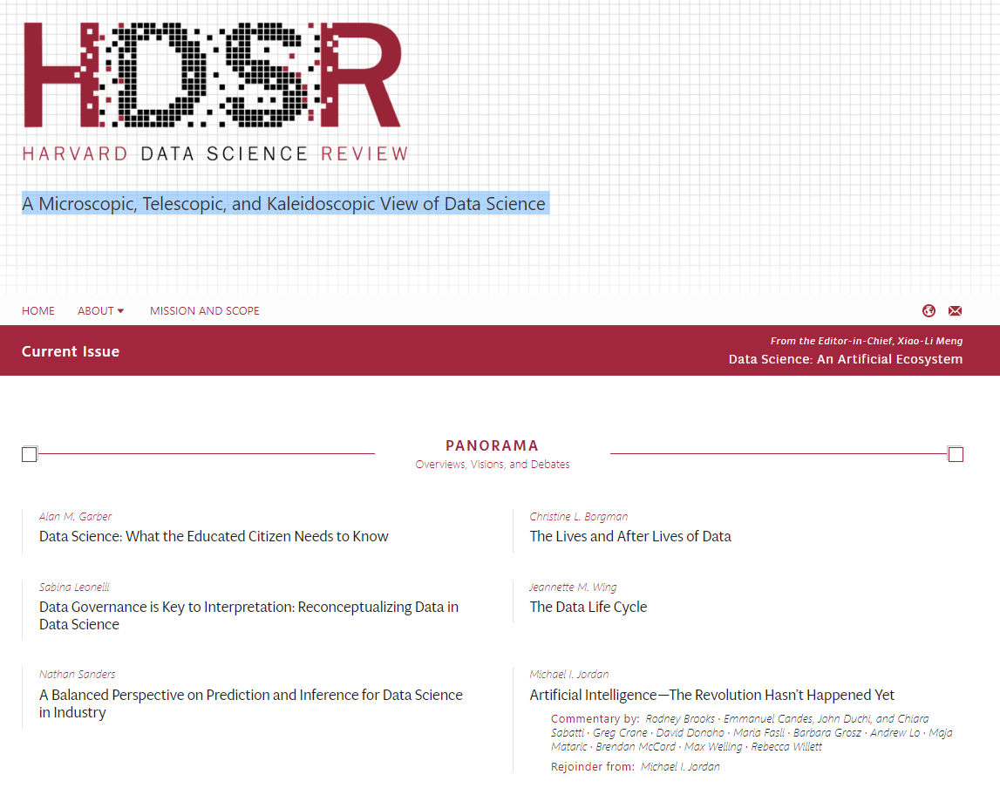 HDSR
HARVARD DATA SCIENCE REVIEW
A Microscopic, Telescopic, and Kaleidoscopic View of Data Science
HOME ABOUT MISSION AND SCOPE
Current Issue
From the Editor-in-Chief, Xiao-Li Meng
Data Science: An Artificial Ecosystem
PANORAMA
Overviews, Visions, and Debates
Alan M. Garber
Data Science: What the Educated Citizen Needs to Know
Christine L. Borgman
The Lives and After Lives of Data
Sabina Leonelli
Data Governance is Key to Interpretation: Reconceptualizing Data in
Data Science
Jeannette M. Wing
The Data Life Cycle
Nathan Sanders
A Balanced Perspective on Prediction and Inference for Data Science
in Industry
Michael I. Jordan
Artificial Intelligence—The Revolution Hasn't Happened Yet
Commentary by: Rodney Brooks · Emmanuel Candes, John Duchi, and Chiara
Sabatti · Greg Crane · David Donoho · Maria Fasli · Barbara Grosz · Andrew Lo · Maja
Mataric · Brendan McCord · Max Welling · Rebecca Willett
Rejoinder from: Michael I. Jordan